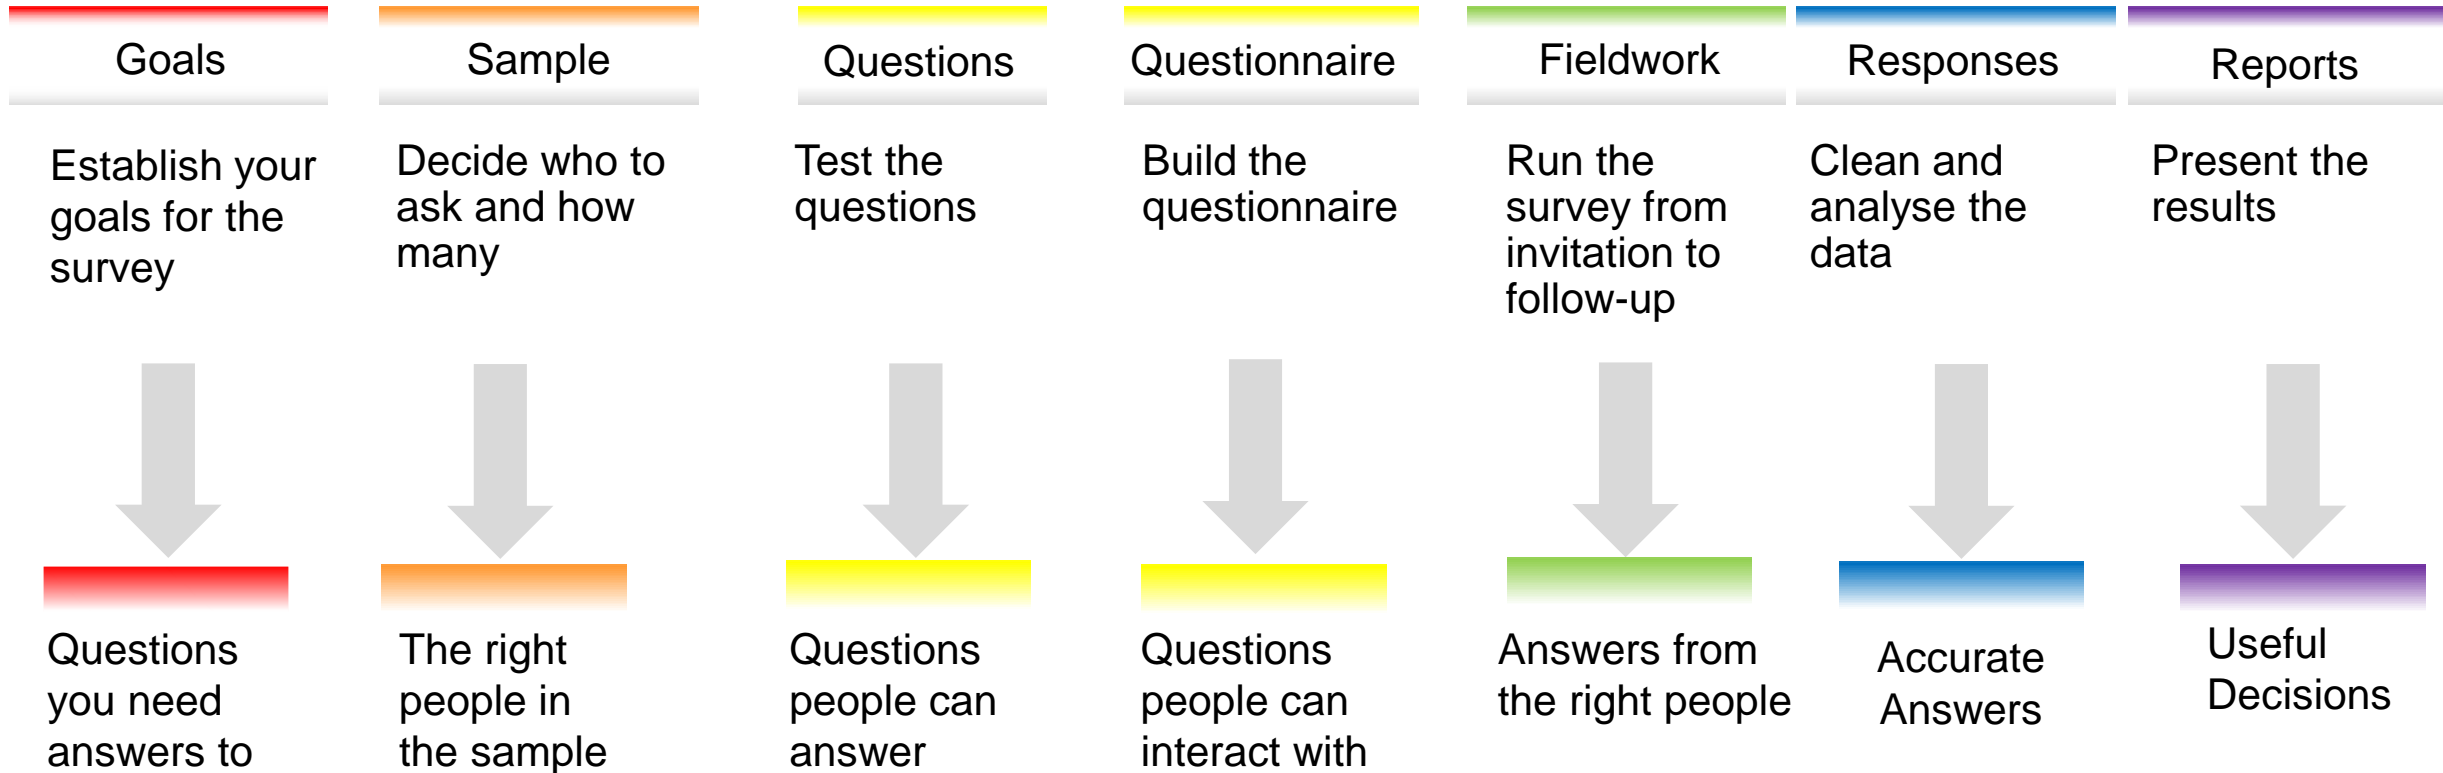 Goals
Sample
Questions
Questionnaire
Fieldwork
Responses
Reports
Establish your
goals for the
survey
Decide who to
ask and how
many
Test the
questions
Build the
questionnaire
Run the
survey from
invitation to
follow-up
Clean and
analyse the
data
Present the
results
Questions
you need
answers to
The right
people in
the sample
Questions
people can
answer
Questions
people can
interact with
Answers from
the right people
Accurate
Answers
Useful
Decisions